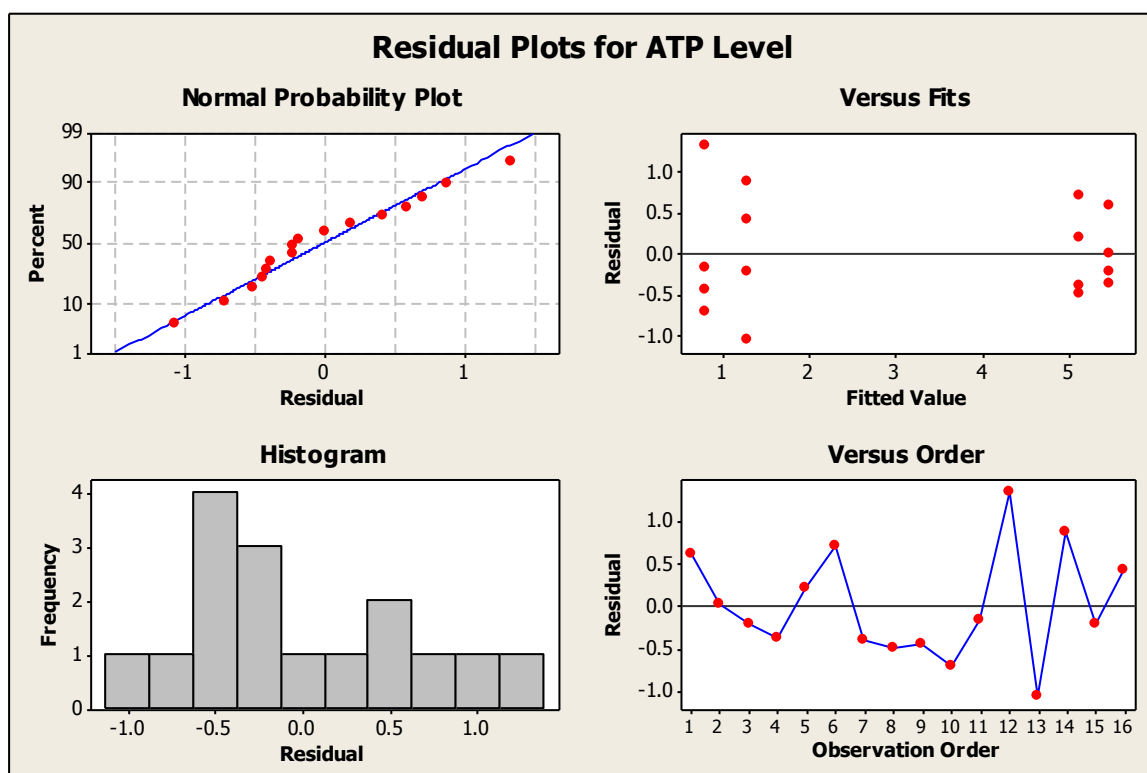 Residual Plots for ATP Level
Normal Probability Plot
99
90
50
10
1
Percent
-1
0
1
Residual
Versus Fits
1.0
0.5
0.0
-0.5
-1.0
Residual
1
2
3
4
5
Fitted Value
Histogram
4
3
2
1
0
Frequency
-1.0
-0.5
0.0
0.5
1.0
Residual
Versus Order
1.0
0.5
0.0
-0.5
-1.0
Residual
1 2 3 4 5 6 7 8 9 10 11 12 13 14 15 16
Observation Order